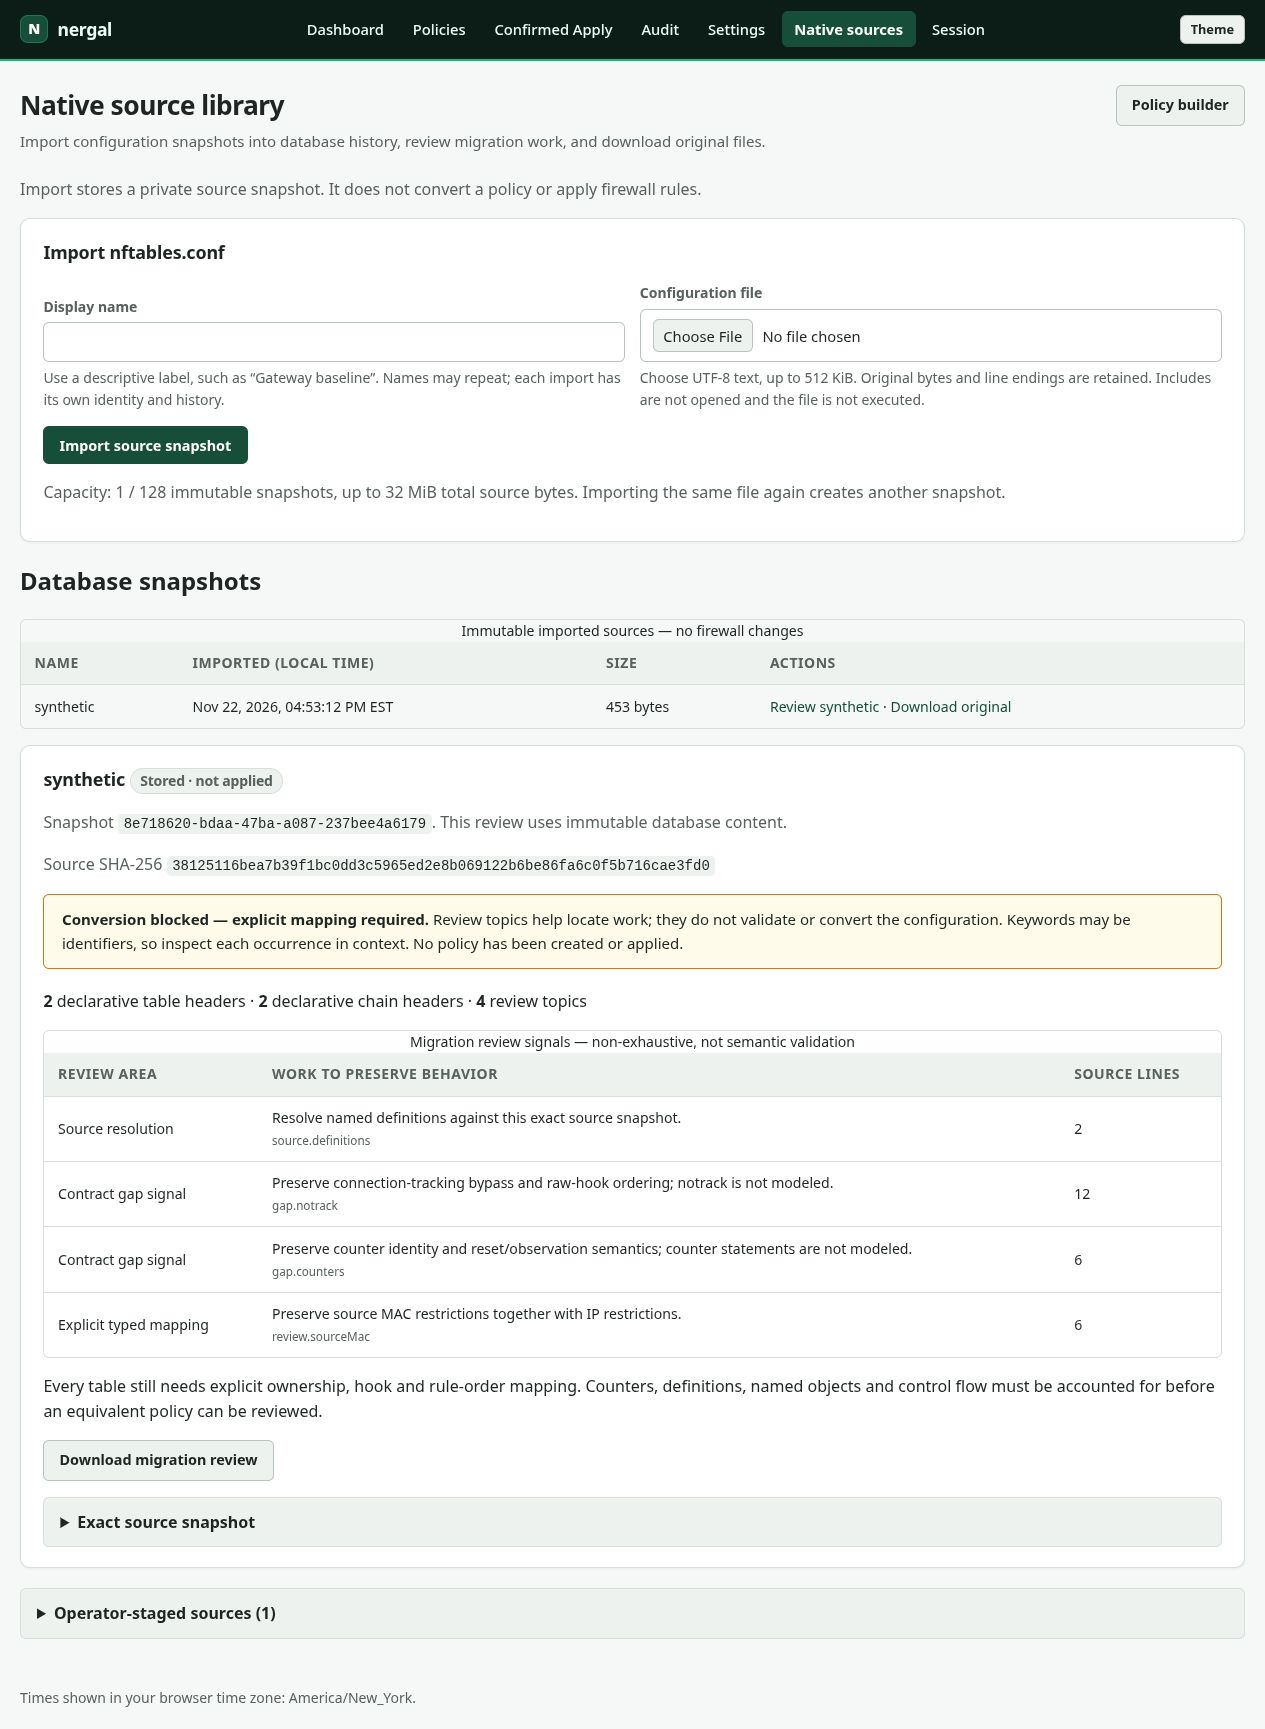 N nergal
Dashboard Policies Confirmed Apply Audit Settings Native sources Session
Theme
Native source library
Policy builder
Import configuration snapshots into database history, review migration work, and download original files.
Import stores a private source snapshot. It does not convert a policy or apply firewall rules.
Import nftables.conf
Display name
Use a descriptive label, such as “Gateway baseline”. Names may repeat; each import has
its own identity and history.
Configuration file
Choose File No file chosen
Choose UTF-8 text, up to 512 KiB. Original bytes and line endings are retained. Includes
are not opened and the file is not executed.
Import source snapshot
Capacity: 1 / 128 immutable snapshots, up to 32 MiB total source bytes. Importing the same file again creates another snapshot.
Database snapshots
Immutable imported sources — no firewall changes
NAME IMPORTED (LOCAL TIME) SIZE ACTIONS
synthetic Nov 22, 2026, 04:53:12 PM EST 453 bytes Review synthetic · Download original
synthetic Stored · not applied
Snapshot 8e718620-bdaa-47ba-a087-237bee4a6179. This review uses immutable database content.
Source SHA-256 38125116bea7b39f1bc0dd3c5965ed2e8b069122b6be86fa6c0f5b716cae3fd0
Conversion blocked — explicit mapping required. Review topics help locate work; they do not validate or convert the configuration. Keywords may be
identifiers, so inspect each occurrence in context. No policy has been created or applied.
2 declarative table headers · 2 declarative chain headers · 4 review topics
Migration review signals — non-exhaustive, not semantic validation
REVIEW AREA WORK TO PRESERVE BEHAVIOR SOURCE LINES
Source resolution Resolve named definitions against this exact source snapshot. 2
source.definitions
Contract gap signal Preserve connection-tracking bypass and raw-hook ordering; notrack is not modeled. 12
gap.notrack
Contract gap signal Preserve counter identity and reset/observation semantics; counter statements are not modeled. 6
gap.counters
Explicit typed mapping Preserve source MAC restrictions together with IP restrictions. 6
review.sourceMac
Every table still needs explicit ownership, hook and rule-order mapping. Counters, definitions, named objects and control flow must be accounted for before
an equivalent policy can be reviewed.
Download migration review
▶ Exact source snapshot
▶ Operator-staged sources (1)
Times shown in your browser time zone: America/New_York.